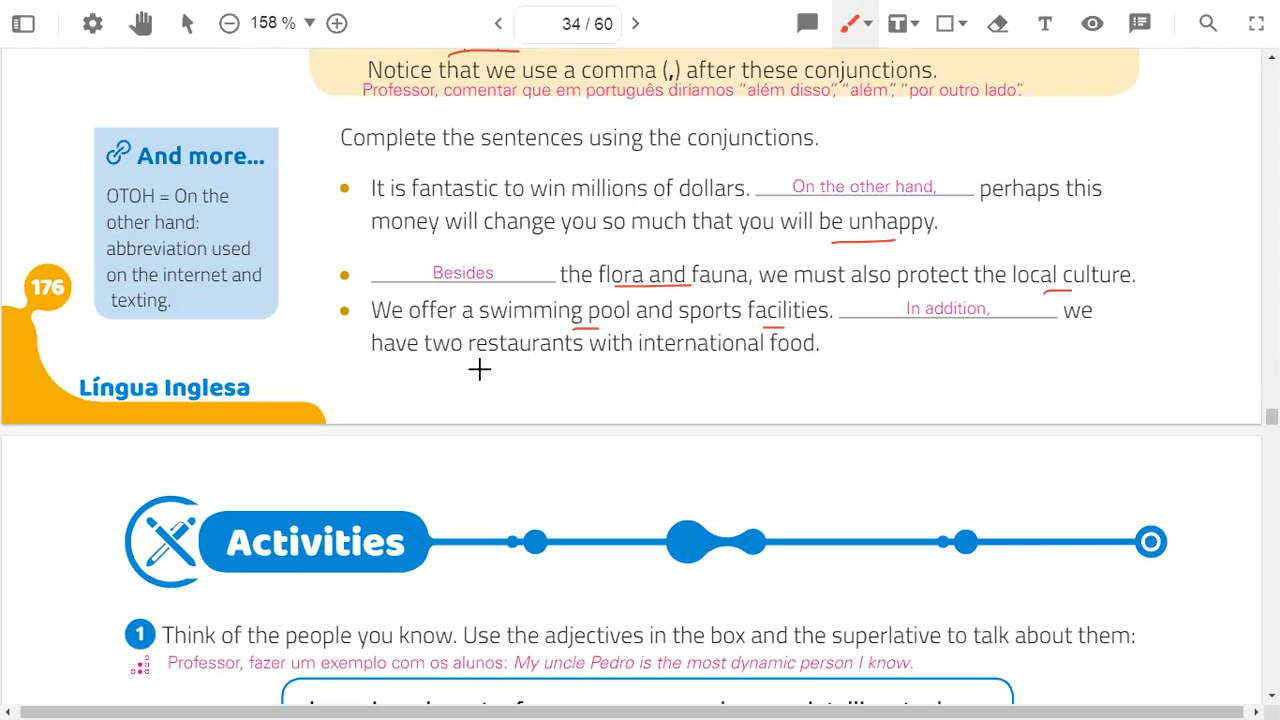 158 %
34 / 60
Notice that we use a comma (,) after these conjunctions.
Professor, comentar que em português diríamos “além disso”, “além”, “por outro lado”.
And more...
OTOH = On the
other hand:
abbreviation used
on the internet and
texting.
176
Língua Inglesa
Complete the sentences using the conjunctions.
It is fantastic to win millions of dollars. On the other hand, perhaps this
money will change you so much that you will be unhappy.
Besides the flora and fauna, we must also protect the local culture.
We offer a swimming pool and sports facilities. In addition, we
have two restaurants with international food.
Activities
1 Think of the people you know. Use the adjectives in the box and the superlative to talk about them:
Professor, fazer um exemplo com os alunos: My uncle Pedro is the most dynamic person I know.